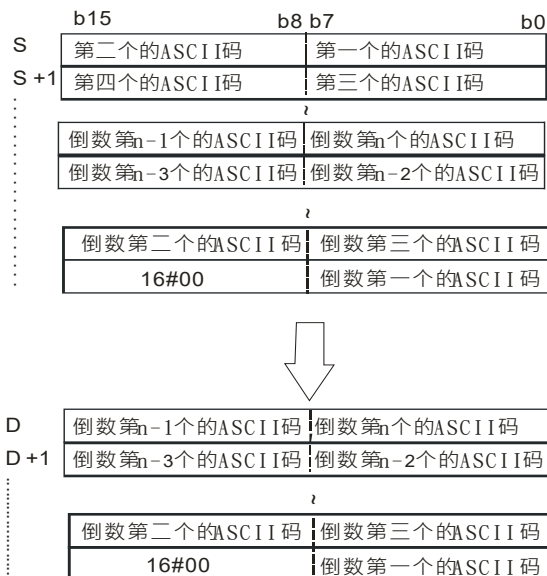 b15 b8 b7 b0
S 第二个的ASCII码 第一个的ASCII码
S +1 第四个的ASCII码 第三个的ASCII码
~
倒数第n-1个的ASCII码 倒数第n个的ASCII码
倒数第n-3个的ASCII码 倒数第n-2个的ASCII码
~
倒数第二个的ASCII码 倒数第三个的ASCII码
16#00 倒数第一个的ASCII码
D 倒数第n-1个的ASCII码 倒数第n个的ASCII码
D +1 倒数第n-3个的ASCII码 倒数第n-2个的ASCII码
~
倒数第二个的ASCII码 倒数第三个的ASCII码
16#00 倒数第一个的ASCII码